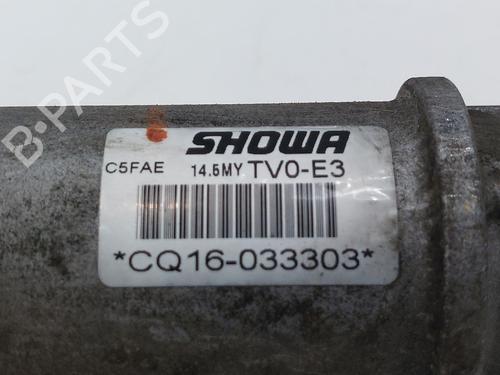 B-PARTS
SHOWA
C5FAE 14.5MY TV0-E3
*CQ16-033303*